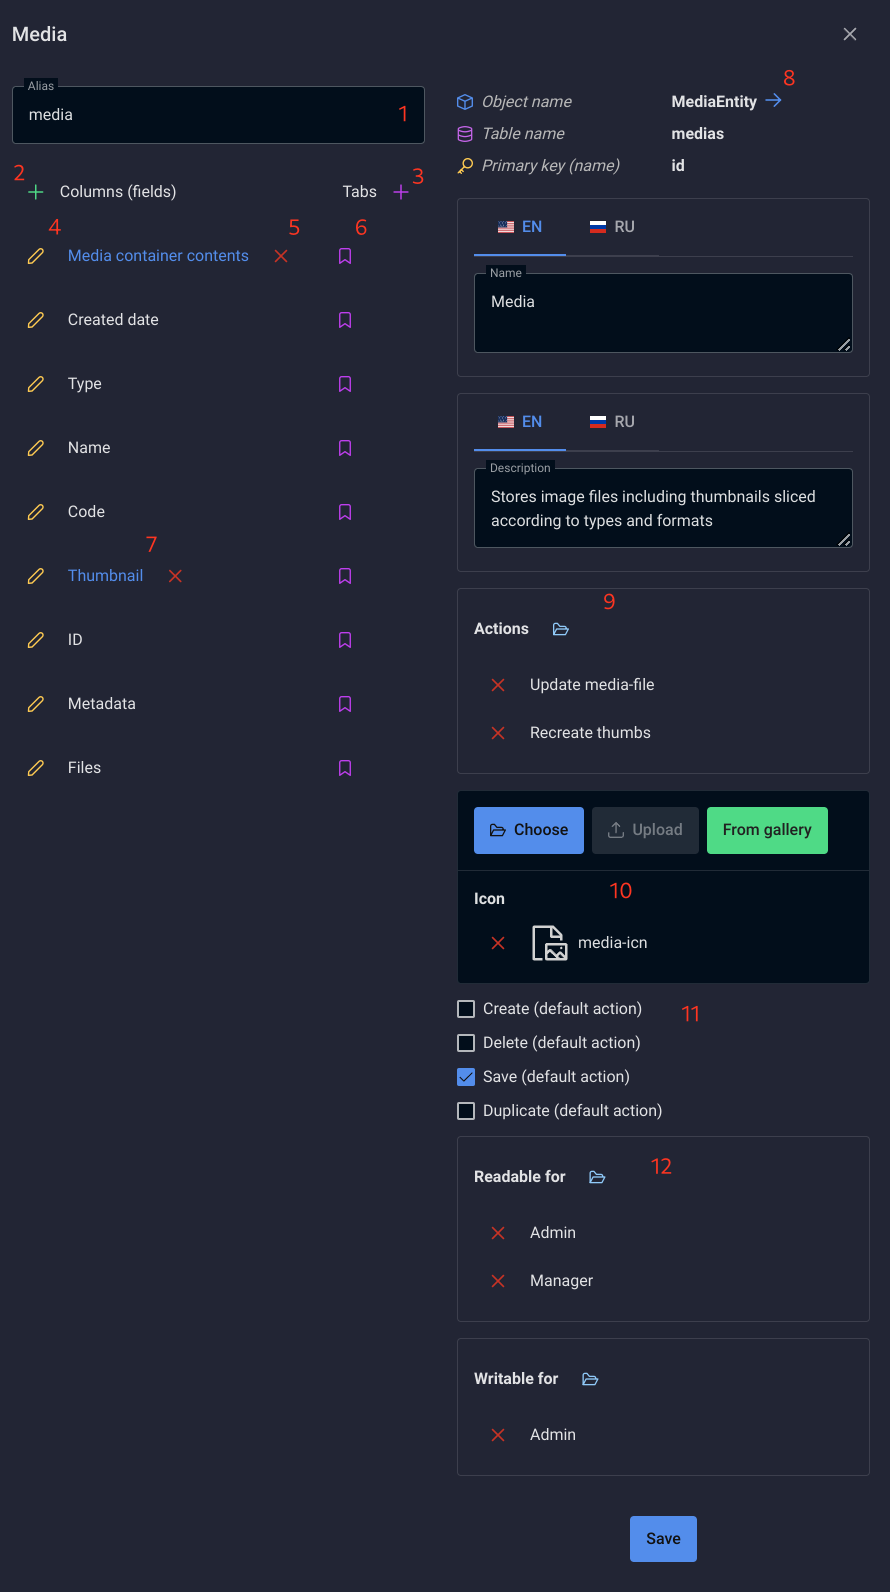 Media
Alias
media
1
2
Columns (fields)
Tabs
3
4
5
6
Media container contents
Created date
Type
Name
Code
7
Thumbnail
ID
Metadata
Files
8
Object name MediaEntity
Table name medias
Primary key (name) id
EN RU
Name
Media
EN RU
Description
Stores image files including thumbnails sliced
according to types and formats
9
Actions
Update media-file
Recreate thumbs
Choose Upload From gallery
10
Icon
media-icn
Create (default action)
11
Delete (default action)
Save (default action)
Duplicate (default action)
12
Readable for
Admin
Manager
Writable for
Admin
Save